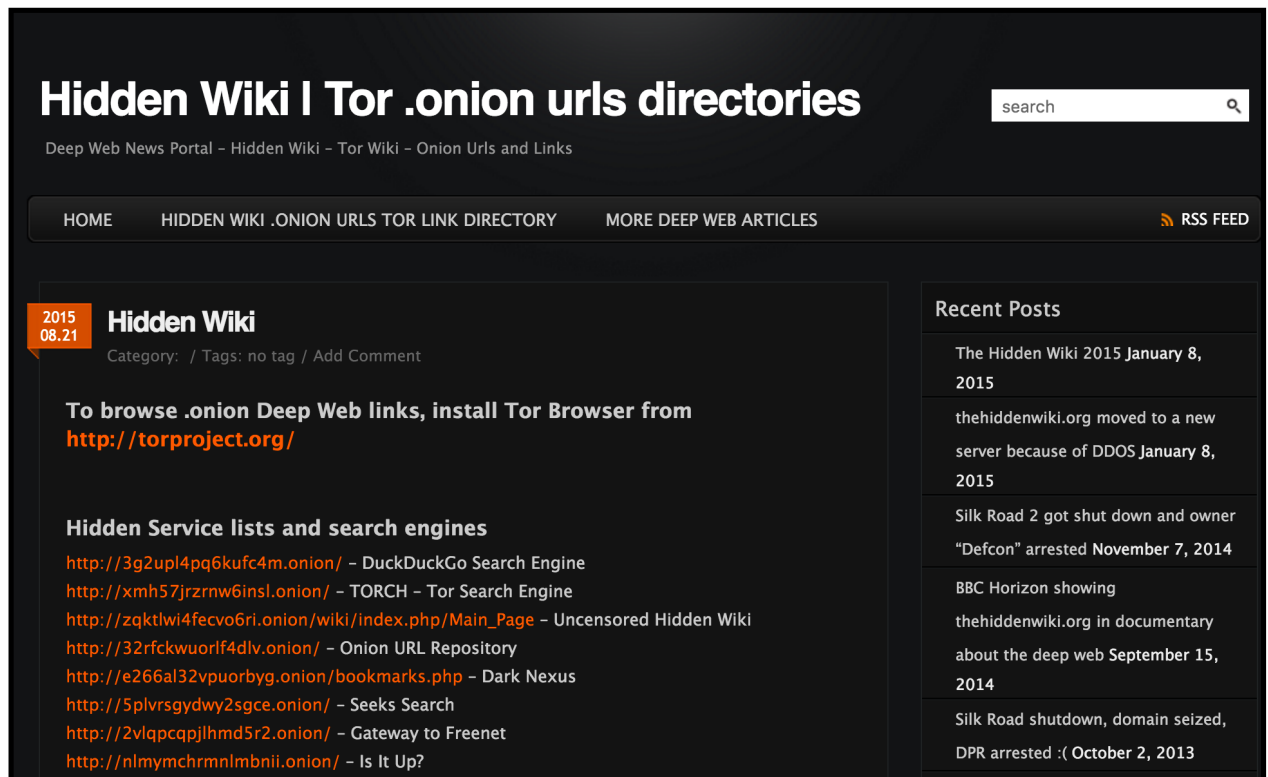 Hidden Wiki | Tor .onion urls directories
search
Deep Web News Portal – Hidden Wiki – Tor Wiki – Onion Urls and Links
HOME
HIDDEN WIKI .ONION URLS TOR LINK DIRECTORY
MORE DEEP WEB ARTICLES
RSS FEED
2015
08.21
Hidden Wiki
Category: / Tags: no tag / Add Comment
To browse .onion Deep Web links, install Tor Browser from
http://torproject.org/
Hidden Service lists and search engines
http://3g2upl4pq6kufc4m.onion/ – DuckDuckGo Search Engine
http://xmh57jrzrnw6insl.onion/ – TORCH – Tor Search Engine
http://zqktlwi4fecvo6ri.onion/wiki/index.php/Main_Page – Uncensored Hidden Wiki
http://32rfckwuorlf4dlv.onion/ – Onion URL Repository
http://e266al32vpuorbyg.onion/bookmarks.php – Dark Nexus
http://5plvrsgydwy2sgce.onion/ – Seeks Search
http://2vlqpcqpjlhmd5r2.onion/ – Gateway to Freenet
http://nlmymchrmnlmbnii.onion/ – Is It Up?
Recent Posts
The Hidden Wiki 2015 January 8,
2015
thehiddenwiki.org moved to a new
server because of DDOS January 8,
2015
Silk Road 2 got shut down and owner
“Defcon” arrested November 7, 2014
BBC Horizon showing
thehiddenwiki.org in documentary
about the deep web September 15,
2014
Silk Road shutdown, domain seized,
DPR arrested :( October 2, 2013